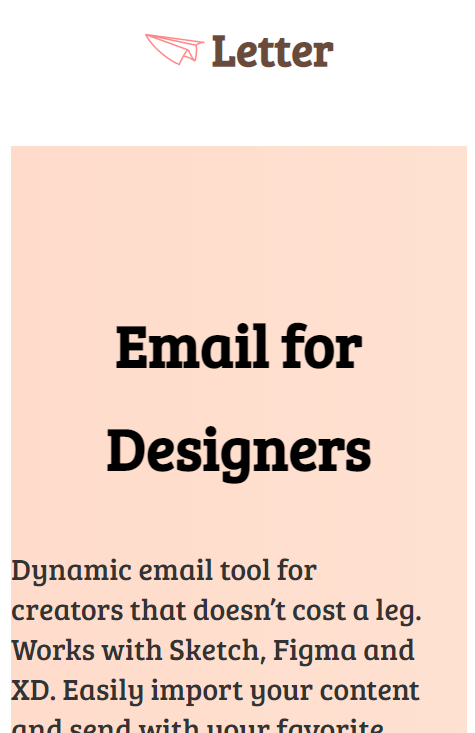 Letter
Email for
Designers
Dynamic email tool for
creators that doesn’t cost a leg.
Works with Sketch, Figma and
XD. Easily import your content
and send with your favorite